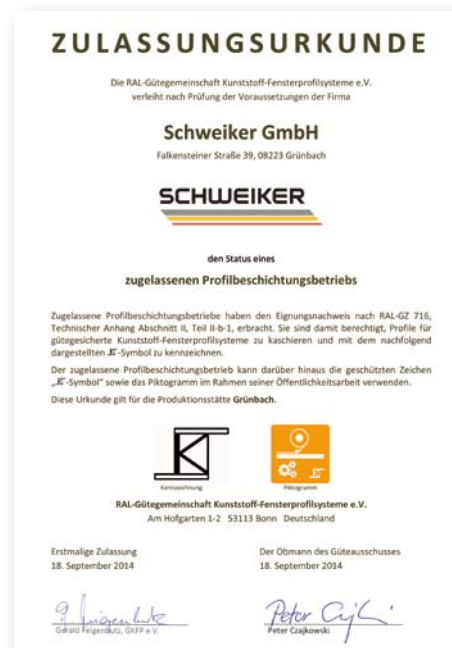 ZULASSUNGSURKUNDE
Die RAL-Gütegemeinschaft Kunststoff-Fensterprofilsysteme e.V.
verleiht nach Prüfung der Voraussetzungen der Firma
Schweiker GmbH
Falkensteiner Straße 39, 08223 Grünbach
SCHWEIKER
den Status eines
zugelassenen Profilbeschichtungsbetriebs
Zugelassene Profilbeschichtungsbetriebe haben den Eignungsnachweis nach RAL-GZ 716,
Technischer Anhang Abschnitt II, Teil II-b-1, erbracht. Sie sind damit berechtigt, Profile für
gütegesicherte Kunststoff-Fensterprofilsysteme zu kaschieren und mit dem nachfolgend
dargestellten K-Symbol zu kennzeichnen.
Der zugelassene Profilbeschichtungsbetrieb kann darüber hinaus die geschützten Zeichen
„K-Symbol" sowie das Piktogramm im Rahmen seiner Öffentlichkeitsarbeit verwenden.
Diese Urkunde gilt für die Produktionsstätte Grünbach.
Kennzeichnung Piktogramm
RAL-Gütegemeinschaft Kunststoff-Fensterprofilsysteme e.V.
Am Hofgarten 1-2 53113 Bonn Deutschland
Erstmalige Zulassung Der Obmann des Güteausschusses
18. September 2014 18. September 2014
Gerald Feigenbutz, GKFP e.V. Peter Czajkowski